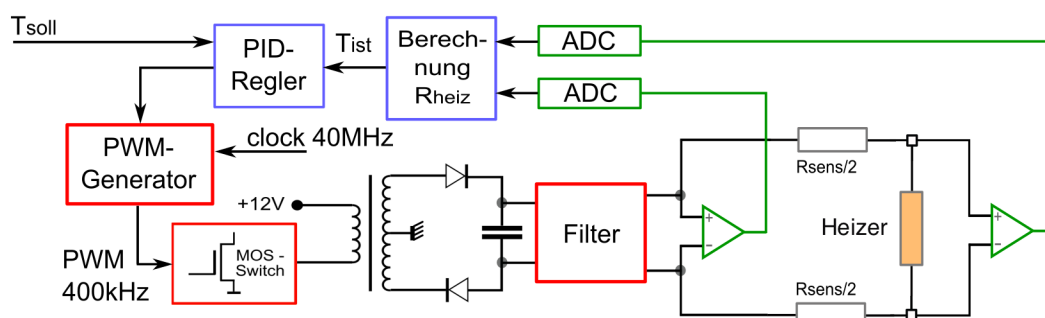 Tsoll
PID-
Regler
Tist
Berech-
nung
Rheiz
ADC
ADC
PWM-
Generator
clock 40MHz
+12V
PWM
400kHz
MOS -
Switch
Filter
+
−
Rsens/2
Heizer
Rsens/2
+
−